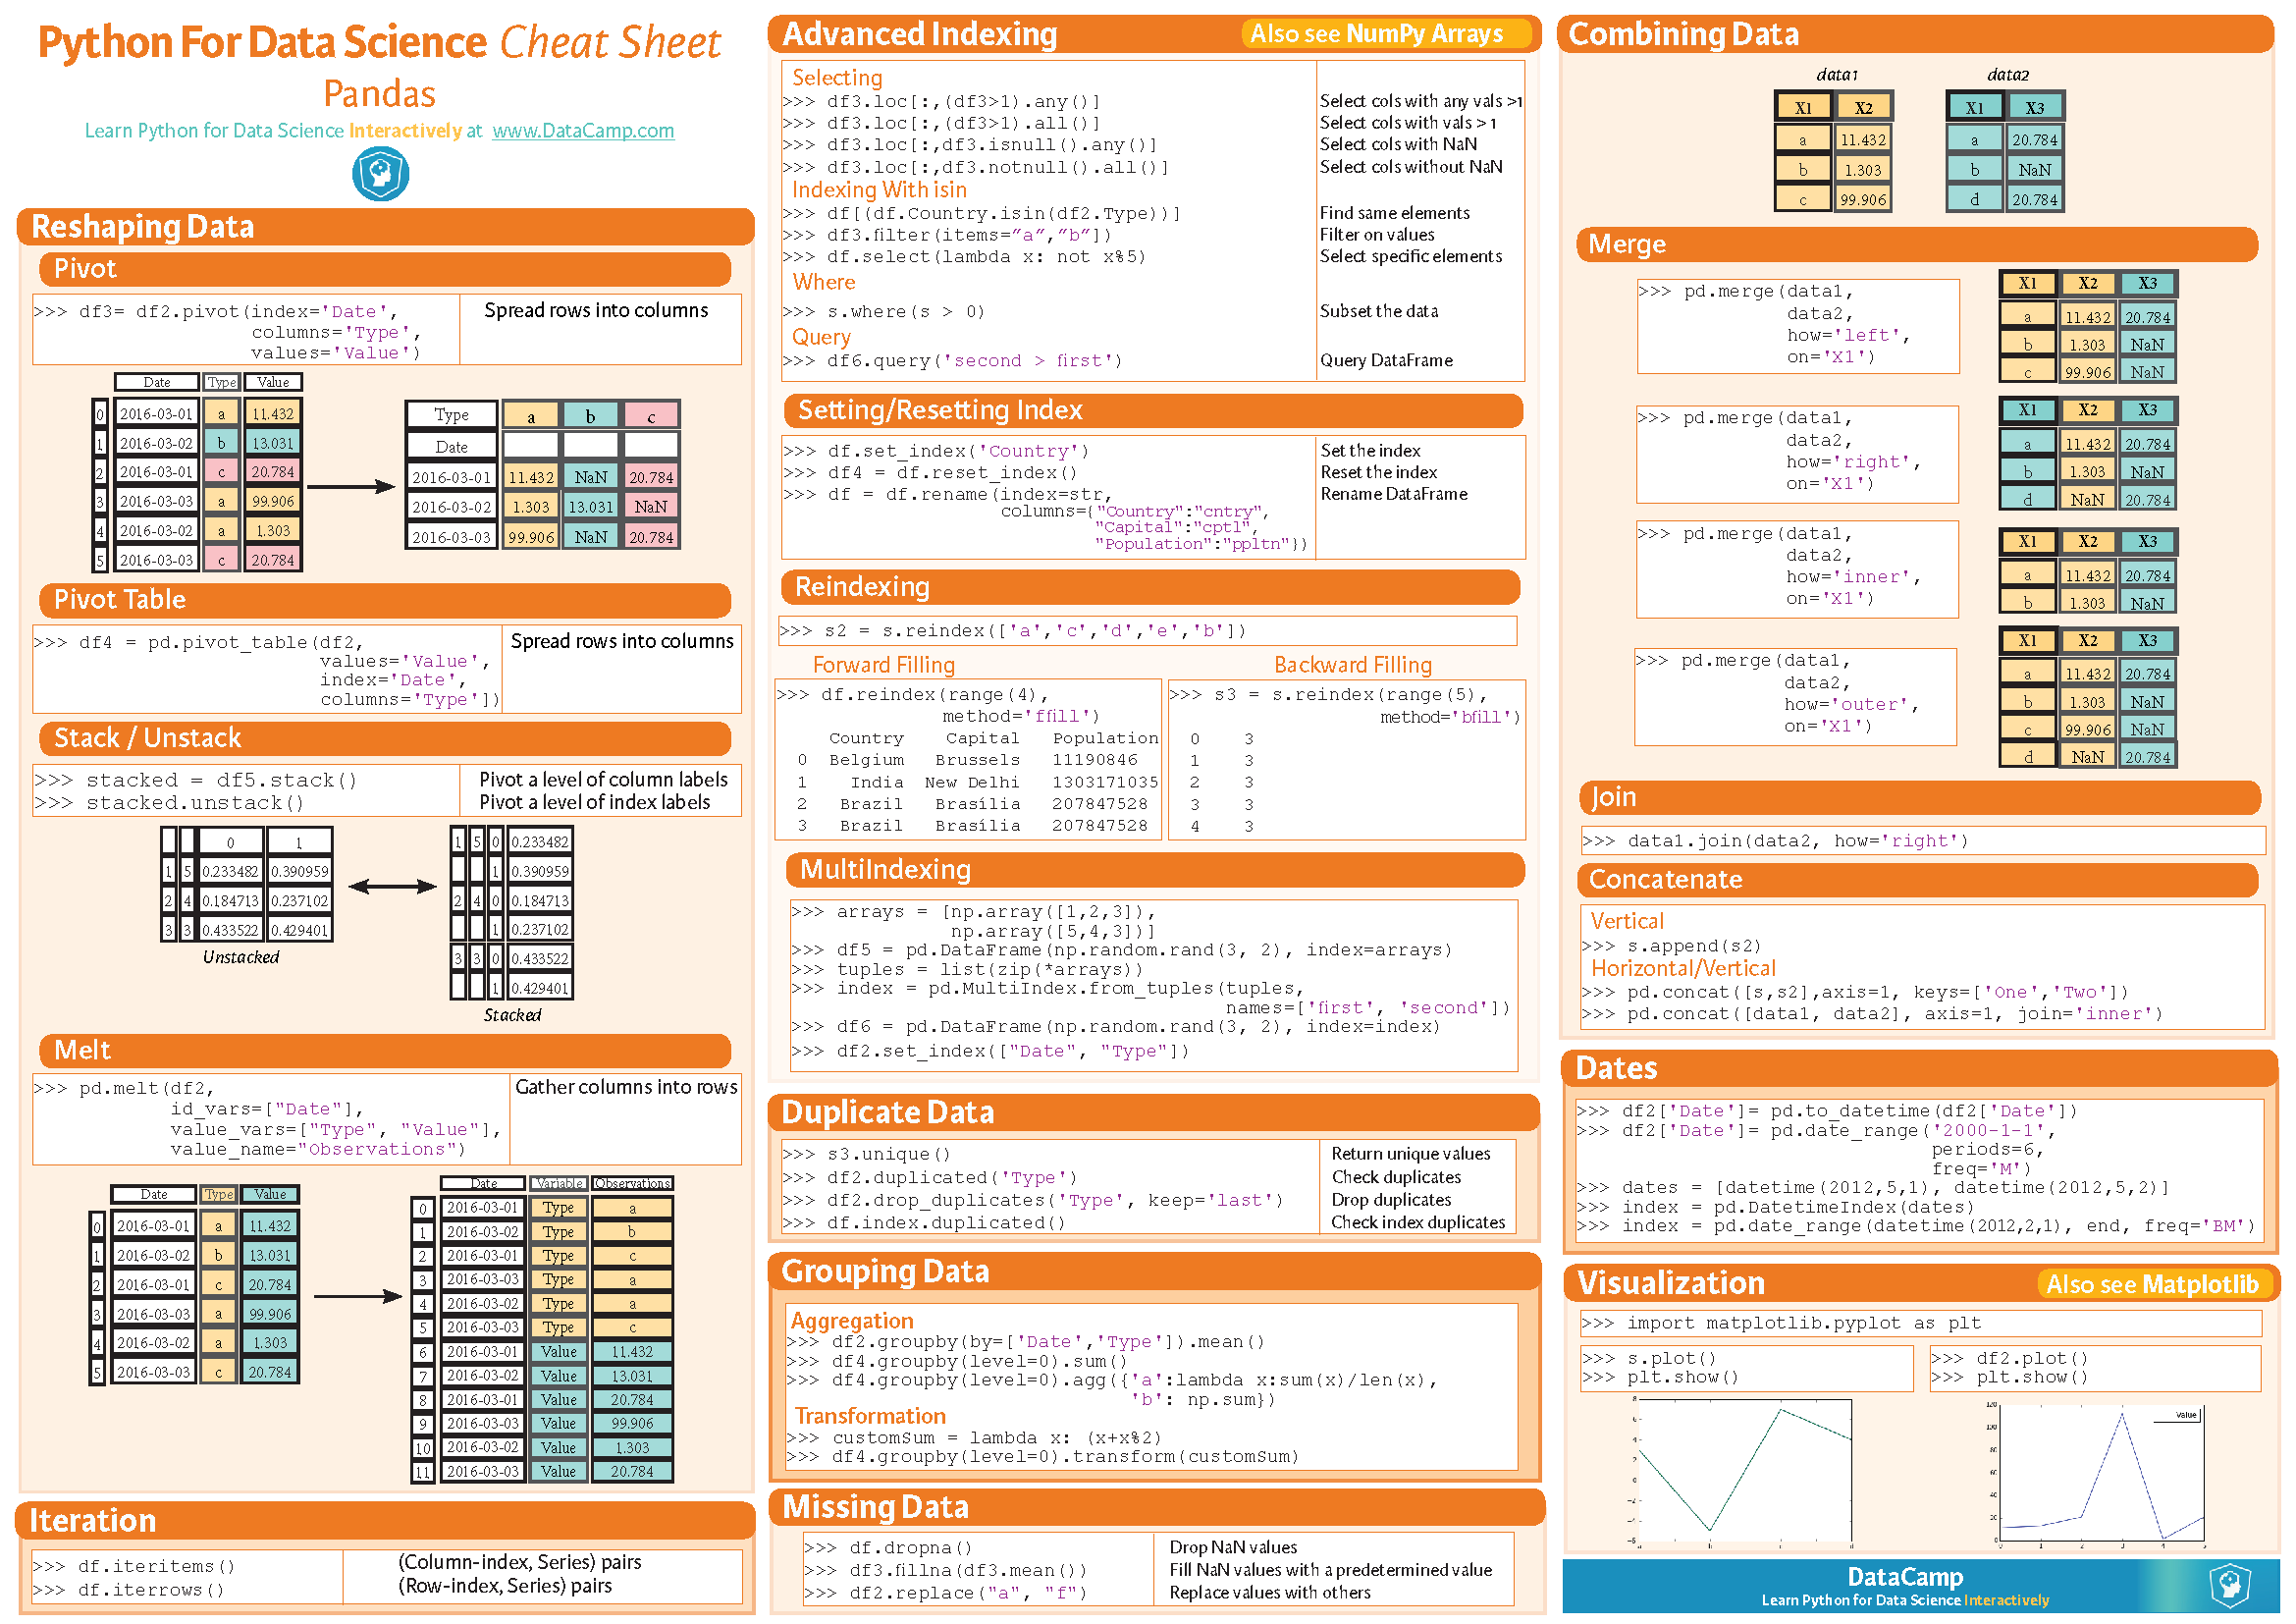 Python For Data Science Cheat Sheet
Pandas
Learn Python for Data Science Interactively at www.DataCamp.com
Reshaping Data
Pivot
>>> df3= df2.pivot(index='Date',
columns='Type',
values='Value')
Spread rows into columns
Date Type Value
0 2016-03-01 a 11.432
1 2016-03-02 b 13.031
2 2016-03-01 c 20.784
3 2016-03-03 a 99.906
4 2016-03-02 a 1.303
5 2016-03-03 c 20.784
Type a b c
Date
2016-03-01 11.432 NaN 20.784
2016-03-02 1.303 13.031 NaN
2016-03-03 99.906 NaN 20.784
Pivot Table
>>> df4 = pd.pivot_table(df2,
values='Value',
index='Date',
columns='Type'])
Spread rows into columns
Stack / Unstack
>>> stacked = df5.stack()
Pivot a level of column labels
>>> stacked.unstack()
Pivot a level of index labels
0 1
1 5 0.233482 0.390959
2 4 0.184713 0.237102
3 3 0.433522 0.429401
Unstacked
1 5 0 0.233482
1 0.390959
2 4 0 0.184713
1 0.237102
3 3 0 0.433522
1 0.429401
Stacked
Melt
>>> pd.melt(df2,
id_vars=["Date"],
value_vars=["Type", "Value"],
value_name="Observations")
Gather columns into rows
Date Type Value
0 2016-03-01 a 11.432
1 2016-03-02 b 13.031
2 2016-03-01 c 20.784
3 2016-03-03 a 99.906
4 2016-03-02 a 1.303
5 2016-03-03 c 20.784
Date Variable Observations
0 2016-03-01 Type a
1 2016-03-02 Type b
2 2016-03-01 Type c
3 2016-03-03 Type a
4 2016-03-02 Type a
5 2016-03-03 Type c
6 2016-03-01 Value 11.432
7 2016-03-02 Value 13.031
8 2016-03-01 Value 20.784
9 2016-03-03 Value 99.906
10 2016-03-02 Value 1.303
11 2016-03-03 Value 20.784
Iteration
>>> df.iteritems()
(Column-index, Series) pairs
>>> df.iterrows()
(Row-index, Series) pairs
Advanced Indexing
Also see NumPy Arrays
Selecting
>>> df3.loc[:,(df3>1).any()]
Select cols with any vals >1
>>> df3.loc[:,(df3>1).all()]
Select cols with vals > 1
>>> df3.loc[:,df3.isnull().any()]
Select cols with NaN
>>> df3.loc[:,df3.notnull().all()]
Select cols without NaN
Indexing With isin
>>> df[(df.Country.isin(df2.Type))]
Find same elements
>>> df3.filter(items="a","b"])
Filter on values
>>> df.select(lambda x: not x%5)
Select specific elements
Where
>>> s.where(s > 0)
Subset the data
Query
>>> df6.query('second > first')
Query DataFrame
Setting/Resetting Index
>>> df.set_index('Country')
Set the index
>>> df4 = df.reset_index()
Reset the index
>>> df = df.rename(index=str,
Rename DataFrame
columns={"Country":"cntry",
"Capital":"cptl",
"Population":"ppltn"})
Reindexing
>>> s2 = s.reindex(['a','c','d','e','b'])
Forward Filling
>>> df.reindex(range(4),
method='ffill')
Country Capital Population
0 Belgium Brussels 11190846
1 India New Delhi 1303171035
2 Brazil Brasília 207847528
3 Brazil Brasília 207847528
Backward Filling
>>> s3 = s.reindex(range(5),
method='bfill')
0 3
1 3
2 3
3 3
4 3
MultiIndexing
>>> arrays = [np.array([1,2,3]),
np.array([5,4,3])]
>>> df5 = pd.DataFrame(np.random.rand(3, 2), index=arrays)
>>> tuples = list(zip(*arrays))
>>> index = pd.MultiIndex.from_tuples(tuples,
names=['first', 'second'])
>>> df6 = pd.DataFrame(np.random.rand(3, 2), index=index)
>>> df2.set_index(["Date", "Type"])
Duplicate Data
>>> s3.unique()
Return unique values
>>> df2.duplicated('Type')
Check duplicates
>>> df2.drop_duplicates('Type', keep='last')
Drop duplicates
>>> df.index.duplicated()
Check index duplicates
Grouping Data
Aggregation
>>> df2.groupby(by=['Date','Type']).mean()
>>> df4.groupby(level=0).sum()
>>> df4.groupby(level=0).agg({'a':lambda x:sum(x)/len(x),
'b': np.sum})
Transformation
>>> customSum = lambda x: (x+x%2)
>>> df4.groupby(level=0).transform(customSum)
Missing Data
>>> df.dropna()
Drop NaN values
>>> df3.fillna(df3.mean())
Fill NaN values with a predetermined value
>>> df2.replace("a", "f")
Replace values with others
Combining Data
data1
X1 X2
a 11.432
b 1.303
c 99.906
data2
X1 X3
a 20.784
b NaN
d 20.784
Merge
>>> pd.merge(data1,
data2,
how='left',
on='X1')
X1 X2 X3
a 11.432 20.784
b 1.303 NaN
c 99.906 NaN
>>> pd.merge(data1,
data2,
how='right',
on='X1')
X1 X2 X3
a 11.432 20.784
b 1.303 NaN
d NaN 20.784
>>> pd.merge(data1,
data2,
how='inner',
on='X1')
X1 X2 X3
a 11.432 20.784
b 1.303 NaN
>>> pd.merge(data1,
data2,
how='outer',
on='X1')
X1 X2 X3
a 11.432 20.784
b 1.303 NaN
c 99.906 NaN
d NaN 20.784
Join
>>> data1.join(data2, how='right')
Concatenate
Vertical
>>> s.append(s2)
Horizontal/Vertical
>>> pd.concat([s,s2],axis=1, keys=['One','Two'])
>>> pd.concat([data1, data2], axis=1, join='inner')
Dates
>>> df2['Date']= pd.to_datetime(df2['Date'])
>>> df2['Date']= pd.date_range('2000-1-1',
periods=6,
freq='M')
>>> dates = [datetime(2012,5,1), datetime(2012,5,2)]
>>> index = pd.DatetimeIndex(dates)
>>> index = pd.date_range(datetime(2012,2,1), end, freq='BM')
Visualization
Also see Matplotlib
>>> import matplotlib.pyplot as plt
>>> s.plot()
>>> plt.show()
8
6
4
2
0
−2
−4
>>> df2.plot()
>>> plt.show()
Value
120
100
80
60
40
20
0
0 1 2 3 4 5
DataCamp
Learn Python for Data Science Interactively